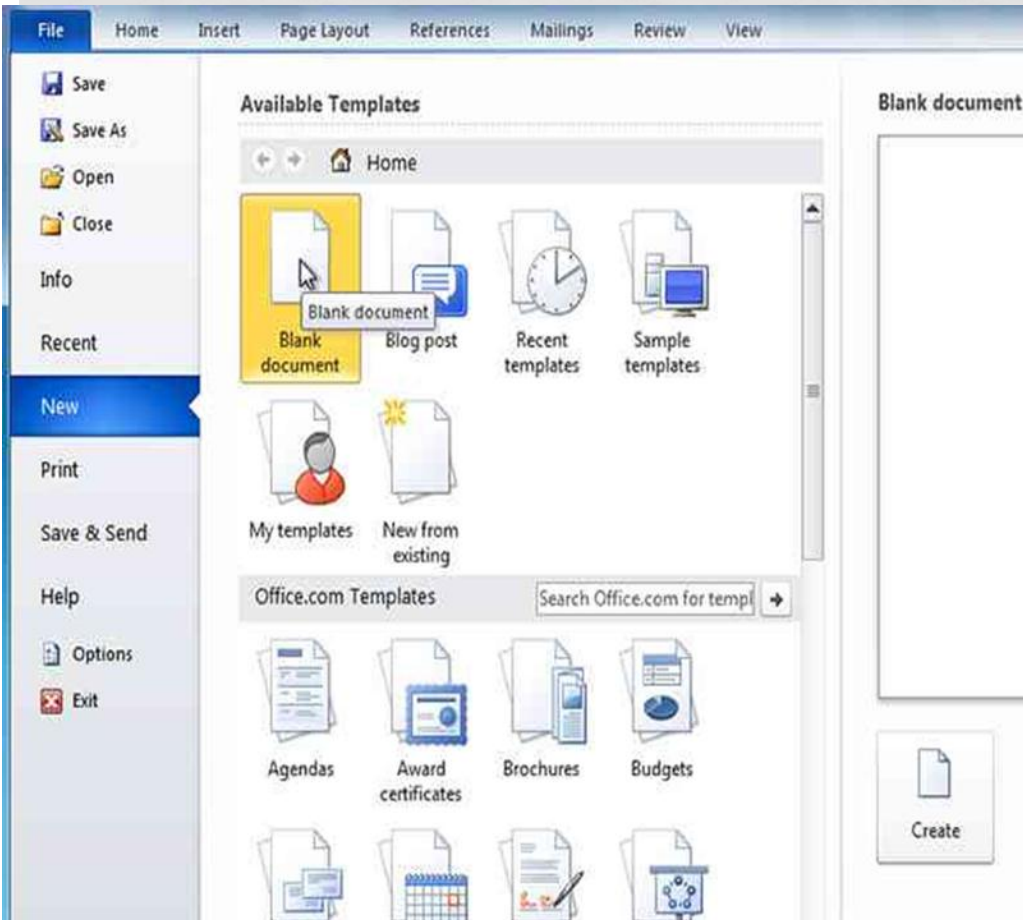 File Home Insert Page Layout References Mailings Review View
Save
Save As
Open
Close
Info
Recent
New
Print
Save & Send
Help
Options
Exit
Available Templates
Home
Blank document
Blank
document
Blog post
Recent
templates
Sample
templates
My templates
New from
existing
Office.com Templates
Search Office.com for templ
Agendas
Award
certificates
Brochures
Budgets
Blank document
Create